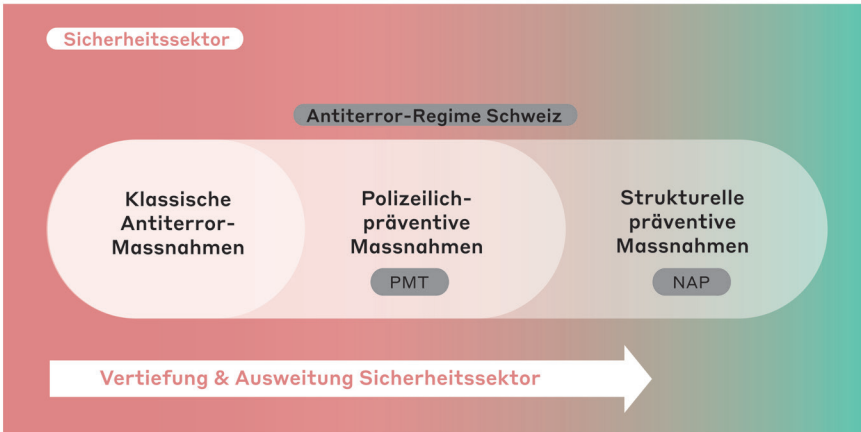 Sicherheitssektor
Antiterror-Regime Schweiz
Klassische
Antiterror-
Massnahmen
Polizeilich-
präventive
Massnahmen
PMT
Strukturelle
präventive
Massnahmen
NAP
Vertiefung & Ausweitung Sicherheitssektor